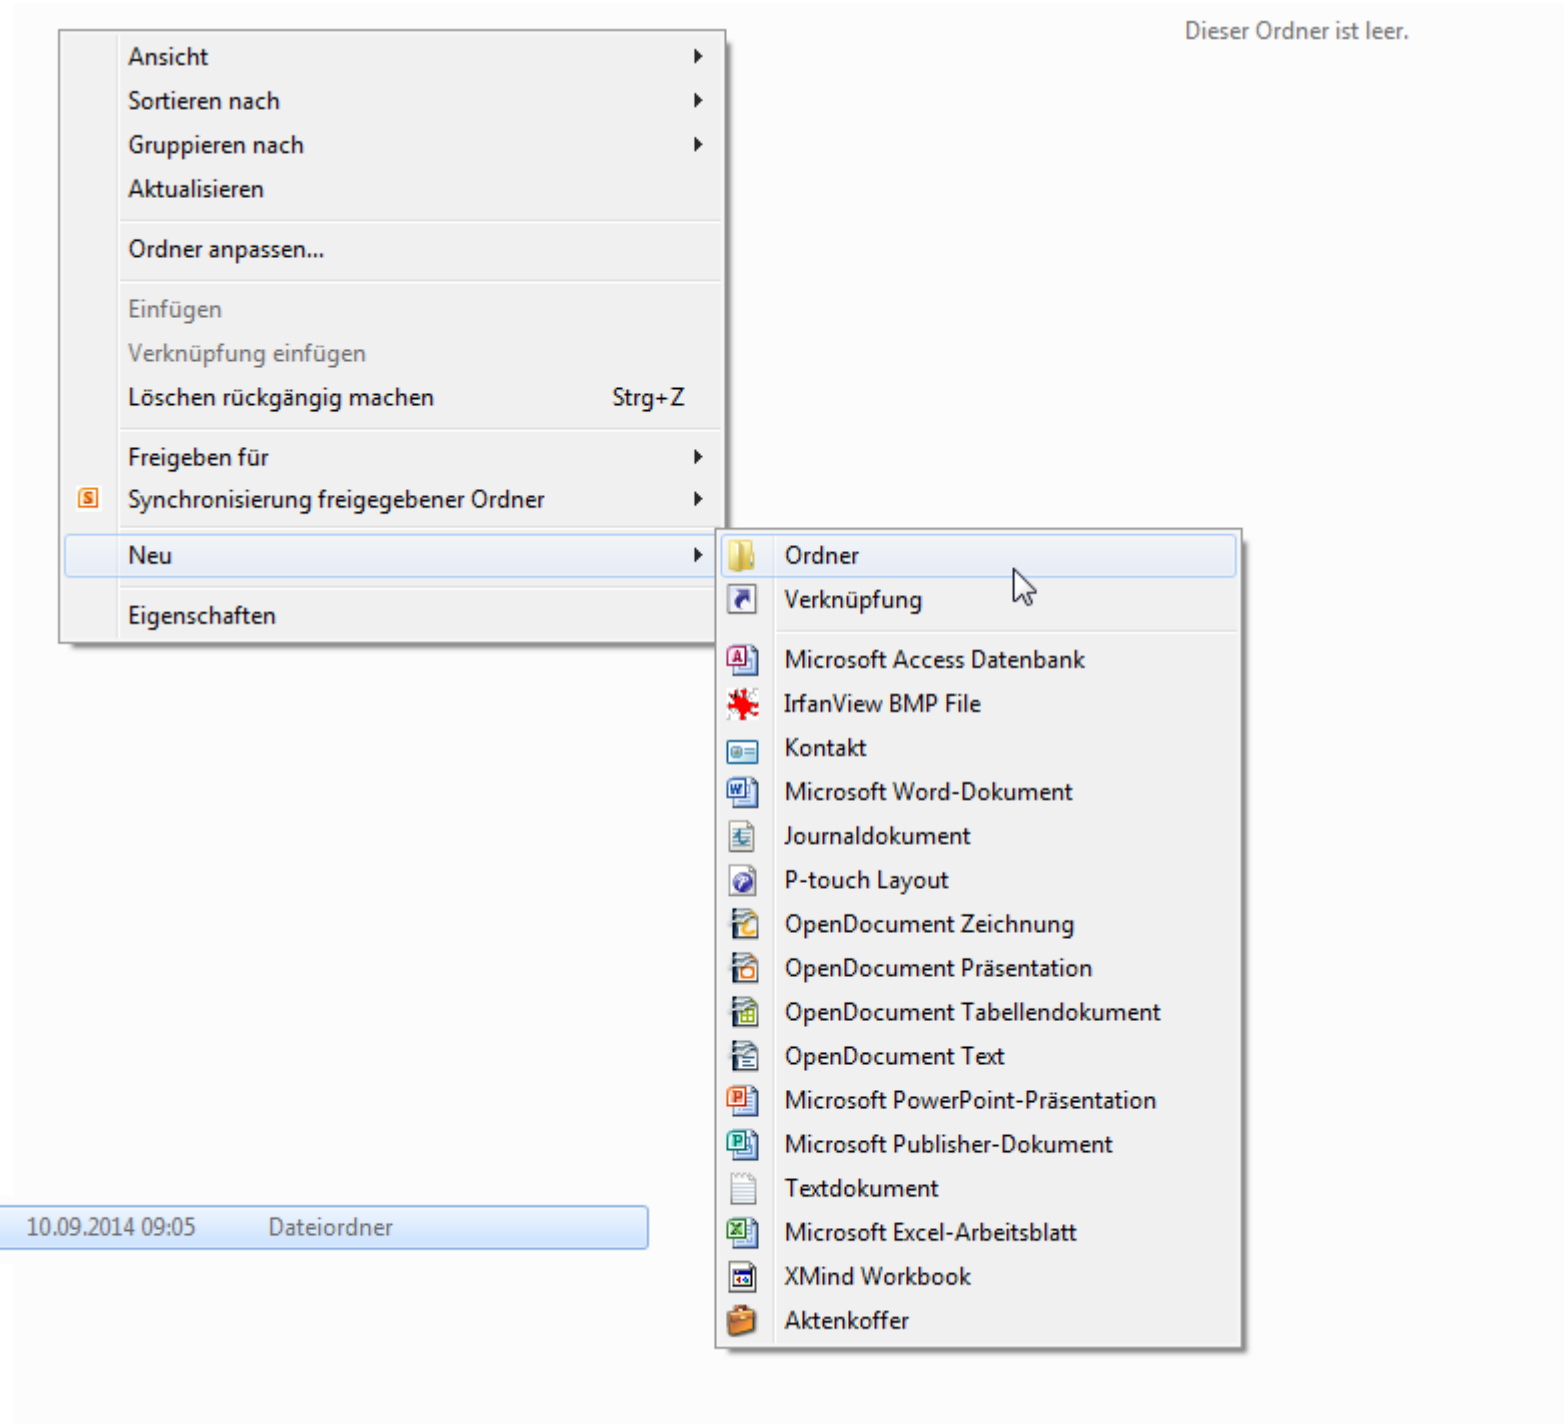 Dieser Ordner ist leer.
Ansicht
Sortieren nach
Gruppieren nach
Aktualisieren
Ordner anpassen...
Einfügen
Verknüpfung einfügen
Löschen rückgängig machen Strg+Z
Freigeben für
Synchronisierung freigegebener Ordner
Neu
Eigenschaften
Ordner
Verknüpfung
Microsoft Access Datenbank
IrfanView BMP File
Kontakt
Microsoft Word-Dokument
Journaldokument
P-touch Layout
OpenDocument Zeichnung
OpenDocument Präsentation
OpenDocument Tabellendokument
OpenDocument Text
Microsoft PowerPoint-Präsentation
Microsoft Publisher-Dokument
Textdokument
Microsoft Excel-Arbeitsblatt
XMind Workbook
Aktenkoffer
10.09.2014 09:05 Dateiordner